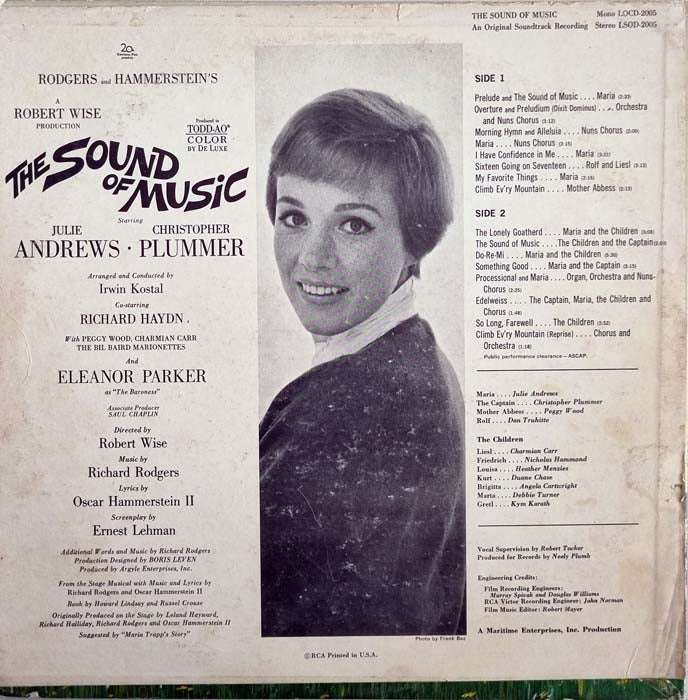 THE SOUND OF MUSIC Mono LOCD-2005
An Original Soundtrack Recording Stereo LSOD-2005
20
RODGERS and HAMMERSTEIN'S
A
ROBERT WISE
PRODUCTION
Produced in
TODD-AO®
COLOR
BY DE LUXE
THE SOUND
OF MUSIC
Starring
JULIE CHRISTOPHER
ANDREWS · PLUMMER
Arranged and Conducted by
Irwin Kostal
Co-starring
RICHARD HAYDN
With PEGGY WOOD, CHARMIAN CARR
THE BIL BAIRD MARIONETTES
And
ELEANOR PARKER
as "The Baroness"
Associate Producer
SAUL CHAPLIN
Directed by
Robert Wise
Music by
Richard Rodgers
Lyrics by
Oscar Hammerstein II
Screenplay by
Ernest Lehman
Additional Words and Music by Richard Rodgers
Production Designed by BORIS LEVEN
Produced by Argyle Enterprises, Inc.
From the Stage Musical with Music and Lyrics by
Richard Rodgers and Oscar Hammerstein II
Book by Howard Lindsay and Russel Crouse
Originally Produced on the Stage by Leland Hayward,
Richard Halliday, Richard Rodgers and Oscar Hammerstein II
Suggested by "Maria Trapp's Story"
Photo by Frank Bez
©RCA Printed in U.S.A.
SIDE 1
Prelude and The Sound of Music . . . . Maria
Overture and Preludium (Dixit Dominus) . . . Orchestra
and Nuns Chorus
Morning Hymn and Alleluia . . . . Nuns Chorus (2:00)
Maria . . . . Nuns Chorus
I Have Confidence in Me . . . . Maria
Sixteen Going on Seventeen . . . . Rolf and Liesl
My Favorite Things . . . . Maria
Climb Ev'ry Mountain . . . . Mother Abbess
SIDE 2
The Lonely Goatherd . . . . Maria and the Children
The Sound of Music . . . . The Children and the Captain
Do-Re-Mi . . . . Maria and the Children
Something Good . . . . Maria and the Captain
Processional and Maria . . . . Organ, Orchestra and Nuns
Chorus
Edelweiss . . . . The Captain, Maria, the Children and
Chorus
So Long, Farewell . . . . The Children
Climb Ev'ry Mountain (Reprise) . . . . Chorus and
Orchestra
Public performance clearance—ASCAP.
Maria . . . . Julie Andrews
The Captain . . . . Christopher Plummer
Mother Abbess . . . . Peggy Wood
Rolf . . . . Dan Truhitte
The Children
Liesl . . . . Charmian Carr
Friedrich . . . . Nicholas Hammond
Louisa . . . . Heather Menzies
Kurt . . . . Duane Chase
Brigitta . . . . Angela Cartwright
Marta . . . . Debbie Turner
Gretl . . . . Kym Karath
Vocal Supervision by Robert Tucker
Produced for Records by Neely Plumb
Engineering Credits:
Film Recording Engineers:
Murray Spivak and Douglas Williams
RCA Victor Recording Engineer: John Norman
Film Music Editor: Robert Mayer
A Maritime Enterprises, Inc. Production